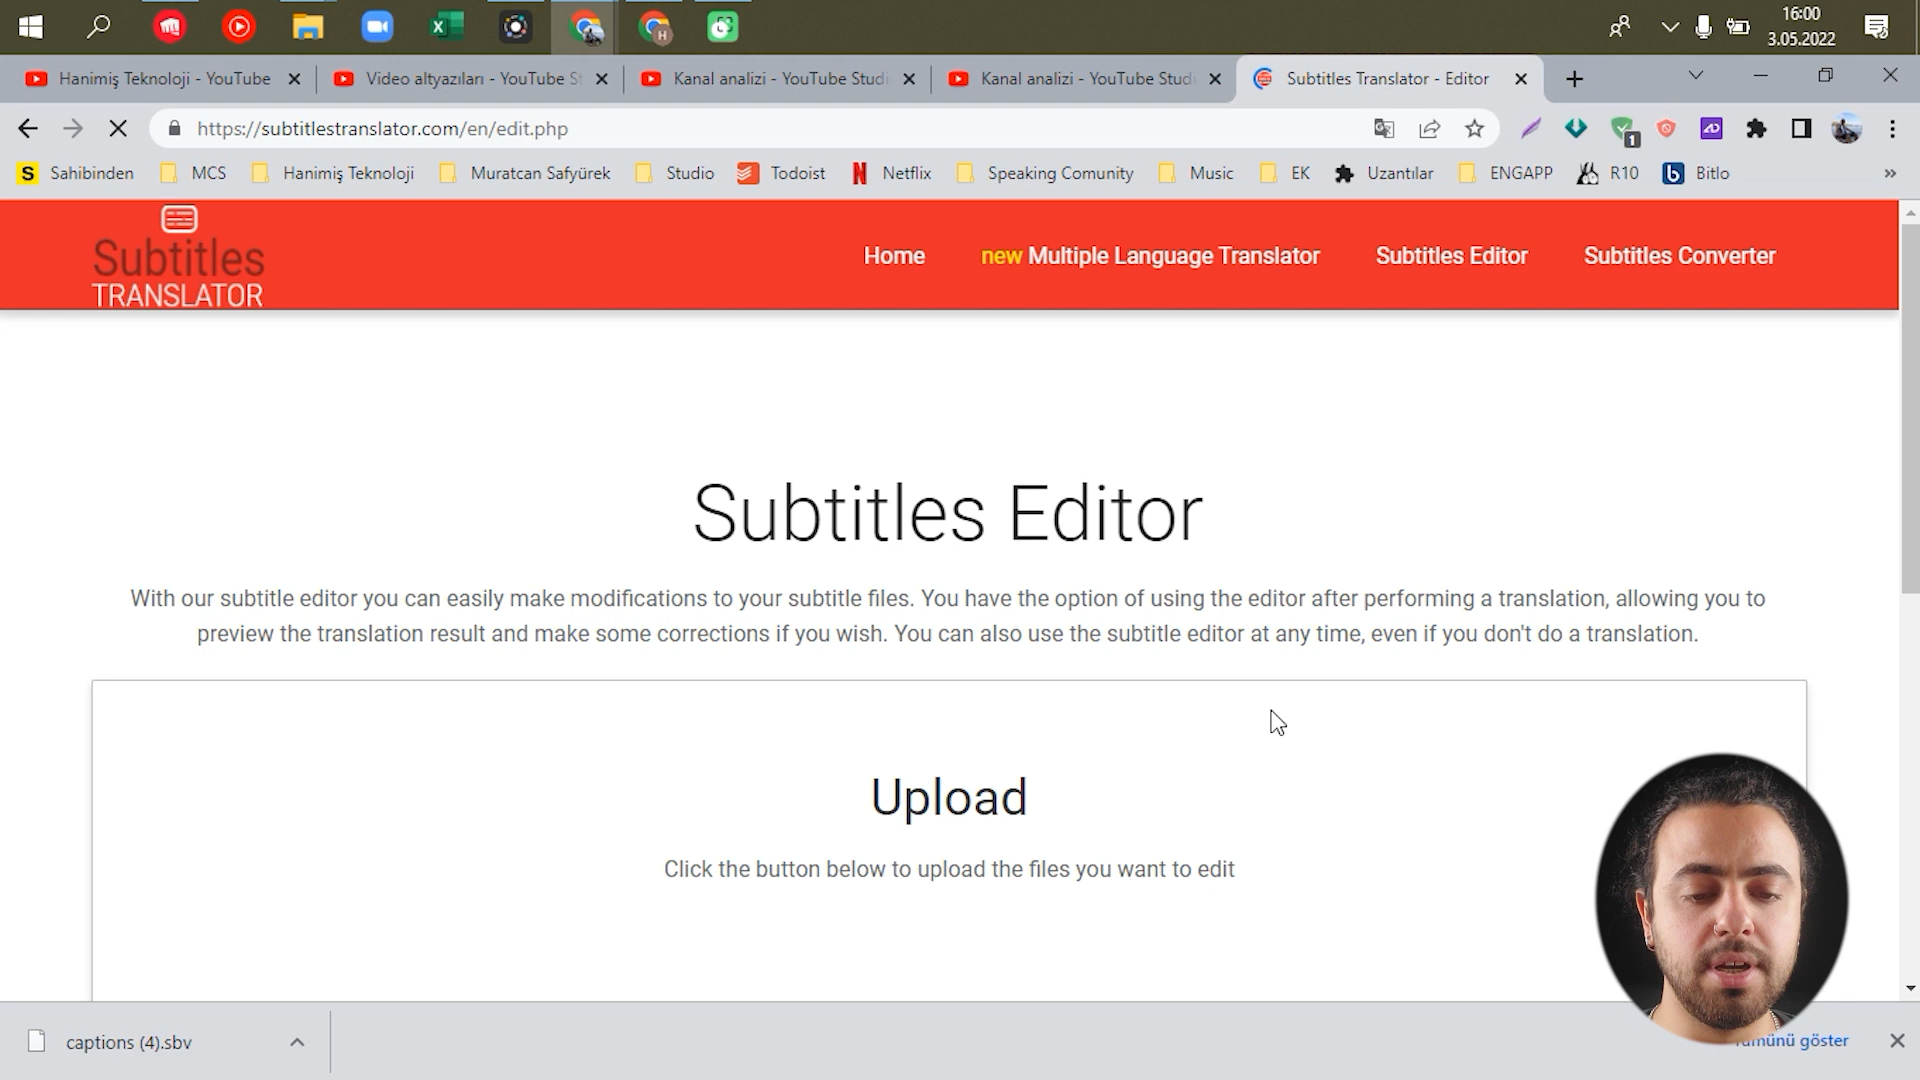 16:00
3.05.2022
Hanimiş Teknoloji - YouTube
Video altyazıları - YouTube St
Kanal analizi - YouTube Studi
Kanal analizi - YouTube Studi
Subtitles Translator - Editor
https://subtitlestranslator.com/en/edit.php
1
S Sahibinden
MCS
Hanimiş Teknoloji
Muratcan Safyürek
Studio
Todoist
N Netflix
Speaking Comunity
Music
EK
Uzantılar
ENGAPP
R10
b Bitlo
»
Subtitles
TRANSLATOR
Home
new Multiple Language Translator
Subtitles Editor
Subtitles Converter
Subtitles Editor
With our subtitle editor you can easily make modifications to your subtitle files. You have the option of using the editor after performing a translation, allowing you to
preview the translation result and make some corrections if you wish. You can also use the subtitle editor at any time, even if you don't do a translation.
Upload
Click the button below to upload the files you want to edit
captions (4).sbv
Tümünü göster